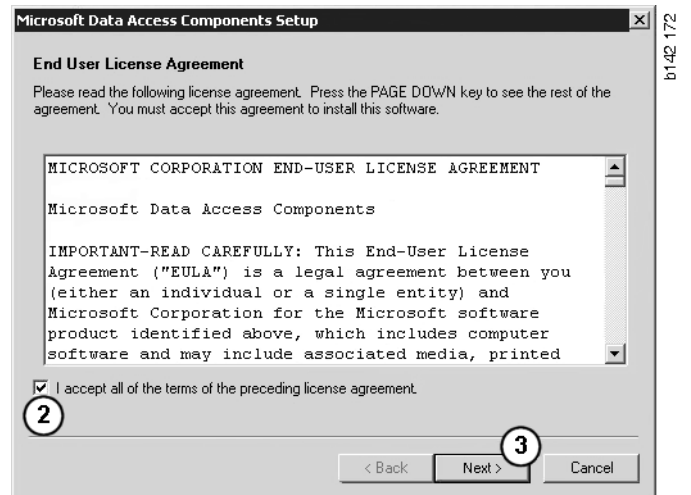 Microsoft Data Access Components Setup
b142 172
End User License Agreement
Please read the following license agreement. Press the PAGE DOWN key to see the rest of the
agreement. You must accept this agreement to install this software.
MICROSOFT CORPORATION END-USER LICENSE AGREEMENT
Microsoft Data Access Components
IMPORTANT-READ CAREFULLY: This End-User License
Agreement ("EULA") is a legal agreement between you
(either an individual or a single entity) and
Microsoft Corporation for the Microsoft software
product identified above, which includes computer
software and may include associated media, printed
I accept all of the terms of the preceding license agreement.
2
3
< Back Next > Cancel